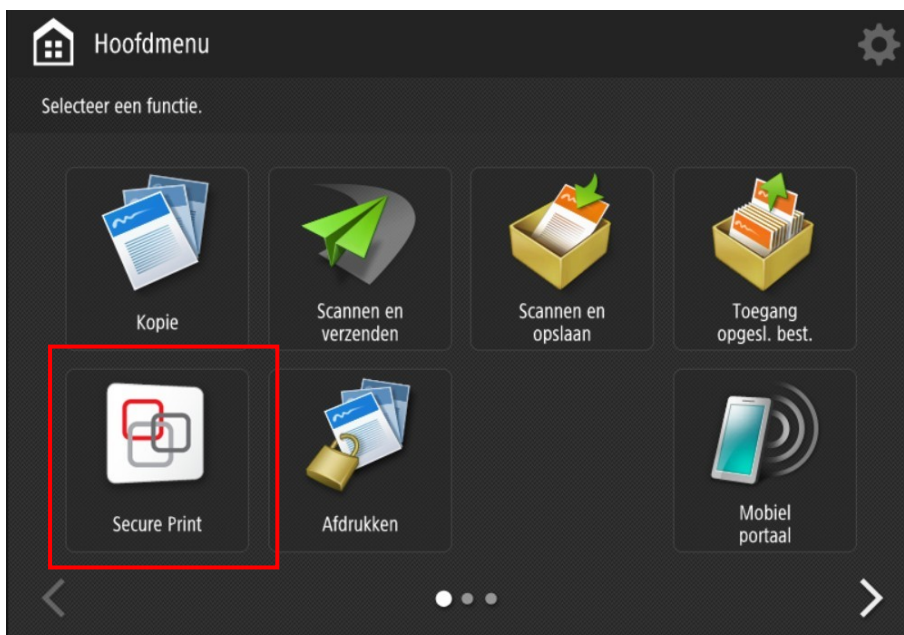 Hoofdmenu
Selecteer een functie.
Kopie
Scannen en
verzenden
Scannen en
opslaan
Toegang
opgesl. best.
Secure Print
Afdrukken
Mobiel
portaal